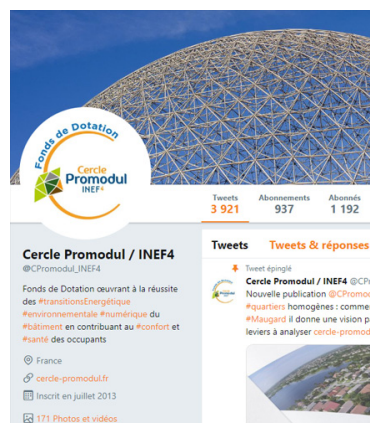 Fonds de Dotation
Cercle
Promodul
INEF4
Tweets Abonnements Abonnés
3 921 937 1 192
Cercle Promodul / INEF4
@CPromodul_INEF4
Fonds de Dotation œuvrant à la réussite
des #transitionsEnergétique
#environnementale #numérique du
#bâtiment en contribuant au #confort et
#santé des occupants
France
cercle-promodul.fr
Inscrit en juillet 2013
171 Photos et vidéos
Tweets Tweets & réponses
Tweet épinglé
Cercle Promodul / INEF4 @CP
Nouvelle publication @CPromo
#quartiers homogènes : comme
#Maugard il donne une vision p
leviers à analyser cercle-promod